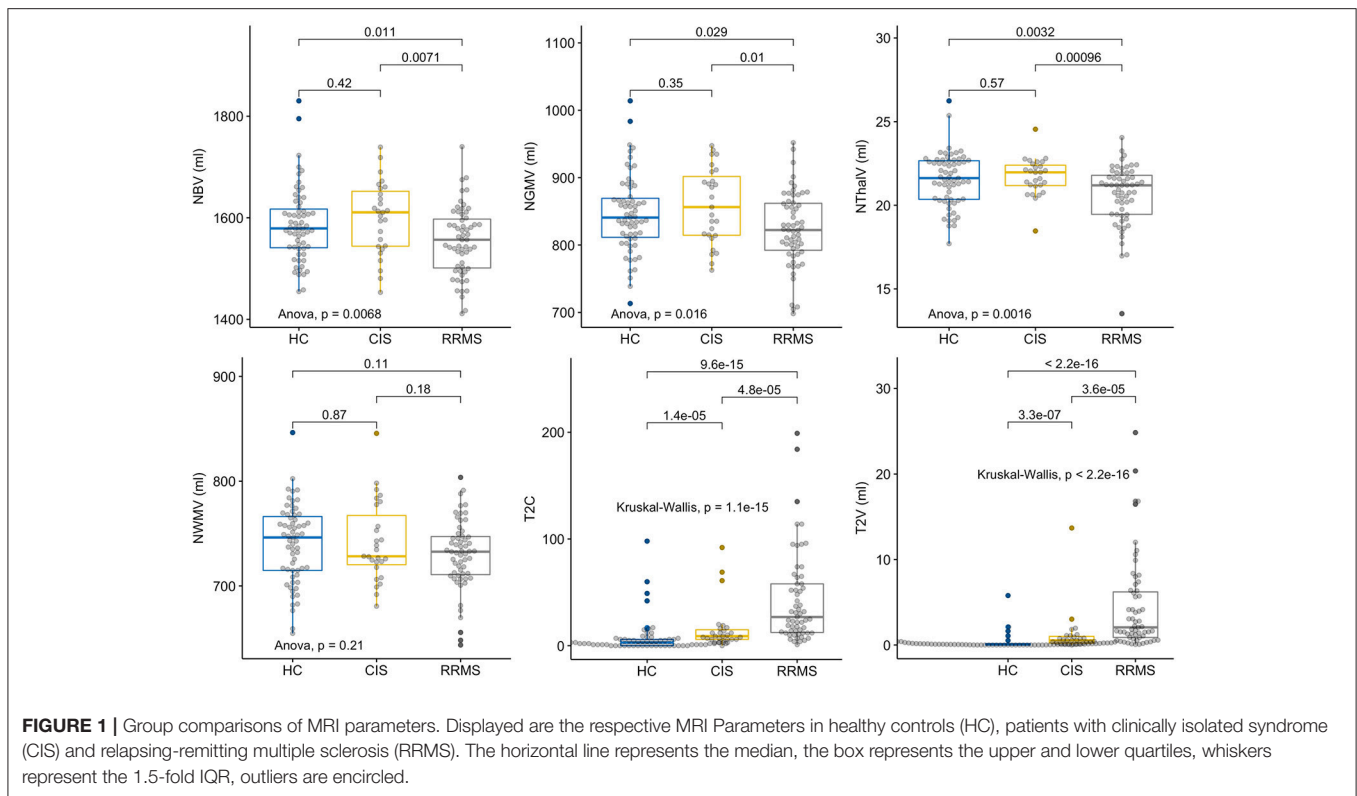 0.011
0.0071
0.42
NBV (ml)
1800
1600
1400
Anova, p = 0.0068
HC CIS RRMS
0.029
0.01
0.35
NGMV (ml)
1100
1000
900
800
700
Anova, p = 0.016
HC CIS RRMS
0.0032
0.00096
0.57
NThalV (ml)
30
25
20
15
Anova, p = 0.0016
HC CIS RRMS
0.11
0.18
0.87
NWMV (ml)
900
800
700
Anova, p = 0.21
HC CIS RRMS
9.6e-15
4.8e-05
1.4e-05
T2C
200
100
0
Kruskal-Wallis, p = 1.1e-15
HC CIS RRMS
< 2.2e-16
3.6e-05
3.3e-07
T2V (ml)
30
20
10
0
Kruskal-Wallis, p < 2.2e-16
HC CIS RRMS
FIGURE 1 | Group comparisons of MRI parameters. Displayed are the respective MRI Parameters in healthy controls (HC), patients with clinically isolated syndrome
(CIS) and relapsing-remitting multiple sclerosis (RRMS). The horizontal line represents the median, the box represents the upper and lower quartiles, whiskers
represent the 1.5-fold IQR, outliers are encircled.